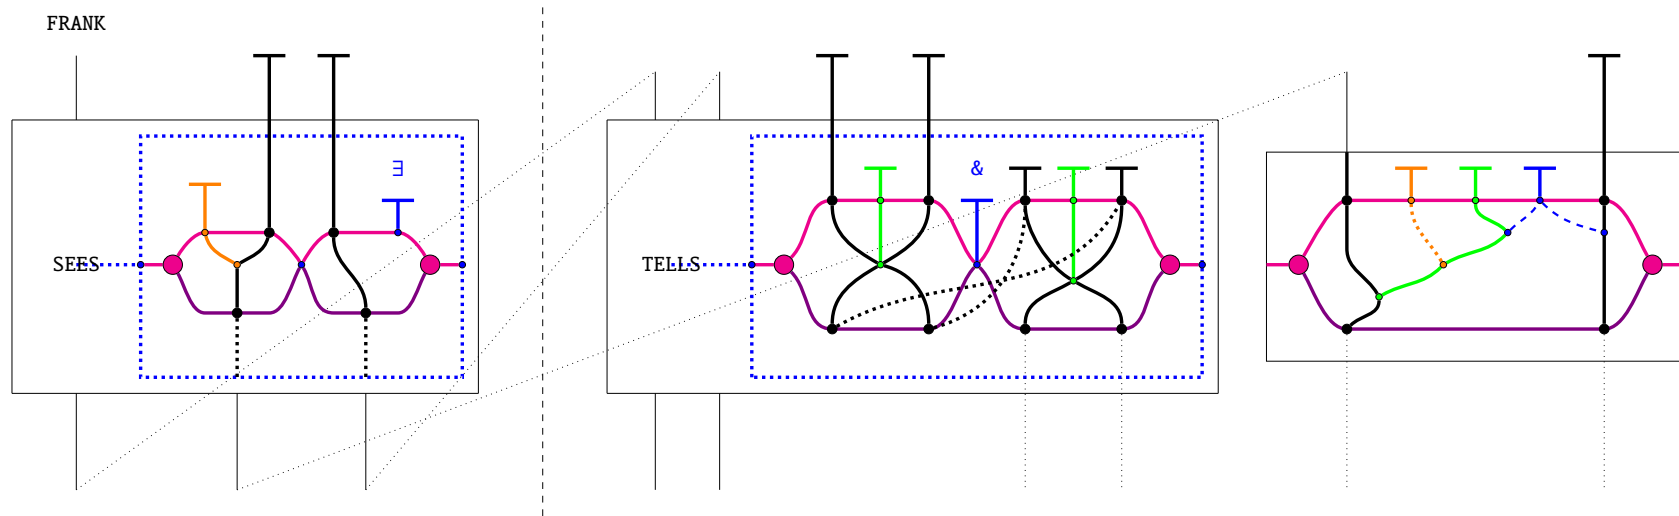 FRANK
∃
&
SEES
TELLS